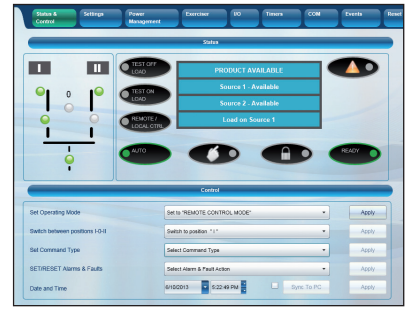 Status & Control
Settings
Power Management
Exerciser
I/O
Timers
COM
Events
Reset
Status
I
II
0
TEST OFF LOAD
TEST ON LOAD
REMOTE / LOCAL CTRL
AUTO
PRODUCT AVAILABLE
Source 1 - Available
Source 2 - Available
Load on Source 1
READY
Control
Set Operating Mode
Set to "REMOTE CONTROL MODE"
Apply
Switch between positions I-0-II
Switch to position
Apply
Set Command Type
Select Command Type
Apply
SET/RESET Alarms & Faults
Select Alarm & Fault Action
Apply
Date and Time
6/10/2013
5:22:49 PM
Sync To PC
Apply